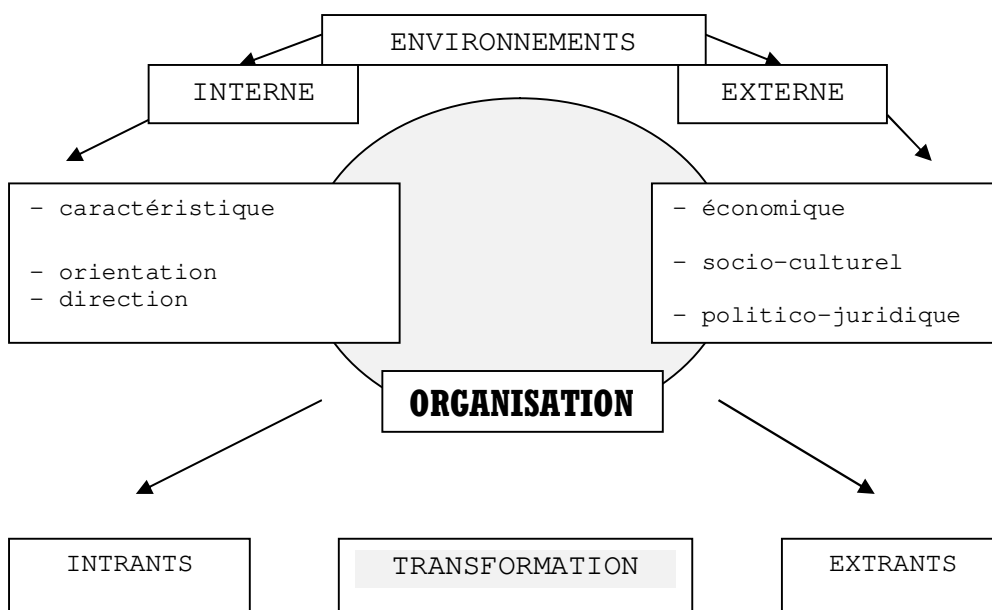 ENVIRONNEMENTS
INTERNE
EXTERNE
- caractéristique
- orientation
- direction
- économique
- socio-culturel
- politico-juridique
ORGANISATION
INTRANTS
TRANSFORMATION
EXTRANTS